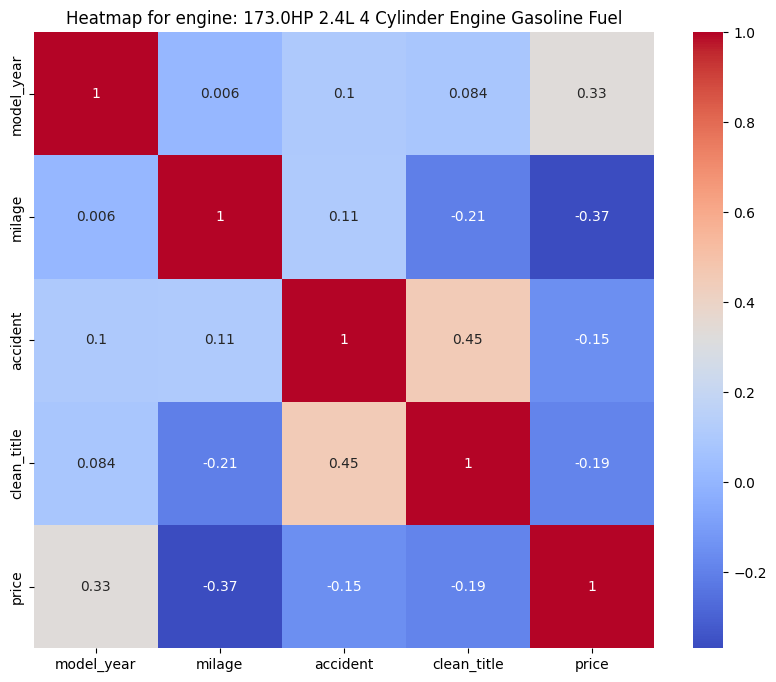 Heatmap for engine: 173.0HP 2.4L 4 Cylinder Engine Gasoline Fuel
model_year 1 0.006 0.1 0.084 0.33
milage 0.006 1 0.11 -0.21 -0.37
accident 0.1 0.11 1 0.45 -0.15
clean_title 0.084 -0.21 0.45 1 -0.19
price 0.33 -0.37 -0.15 -0.19 1
model_year milage accident clean_title price
1.0
0.8
0.6
0.4
0.2
0.0
−0.2